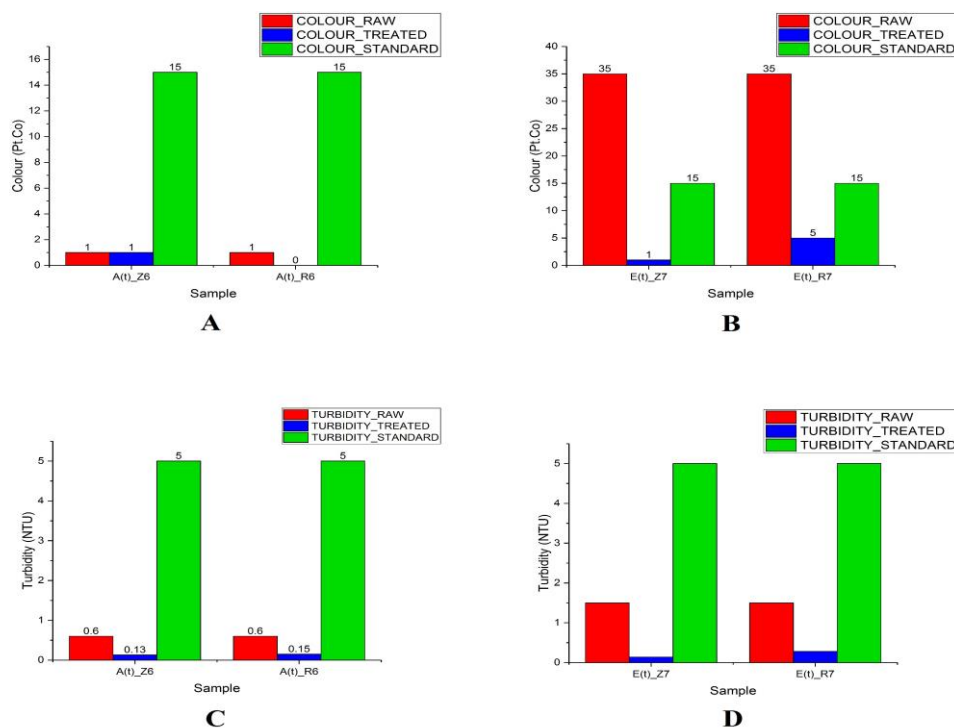 COLOUR_RAW
COLOUR_TREATED
COLOUR_STANDARD
16
14
12
10
8
6
4
2
0
Colour (Pt.Co)
1
1
15
1
0
15
A(t)_Z6
A(t)_R6
Sample
A
COLOUR_RAW
COLOUR_TREATED
COLOUR_STANDARD
40
35
30
25
20
15
10
5
0
Colour (Pt.Co)
35
1
15
35
5
15
E(t)_Z7
E(t)_R7
Sample
B
TURBIDITY_RAW
TURBIDITY_TREATED
TURBIDITY_STANDARD
5
4
3
2
1
0
Turbidity (NTU)
0.6
0.13
5
0.6
0.15
5
A(t)_Z6
A(t)_R6
Sample
C
TURBIDITY_RAW
TURBIDITY_TREATED
TURBIDITY_STANDARD
5
4
3
2
1
0
Turbidity (NTU)
E(t)_Z7
E(t)_R7
Sample
D